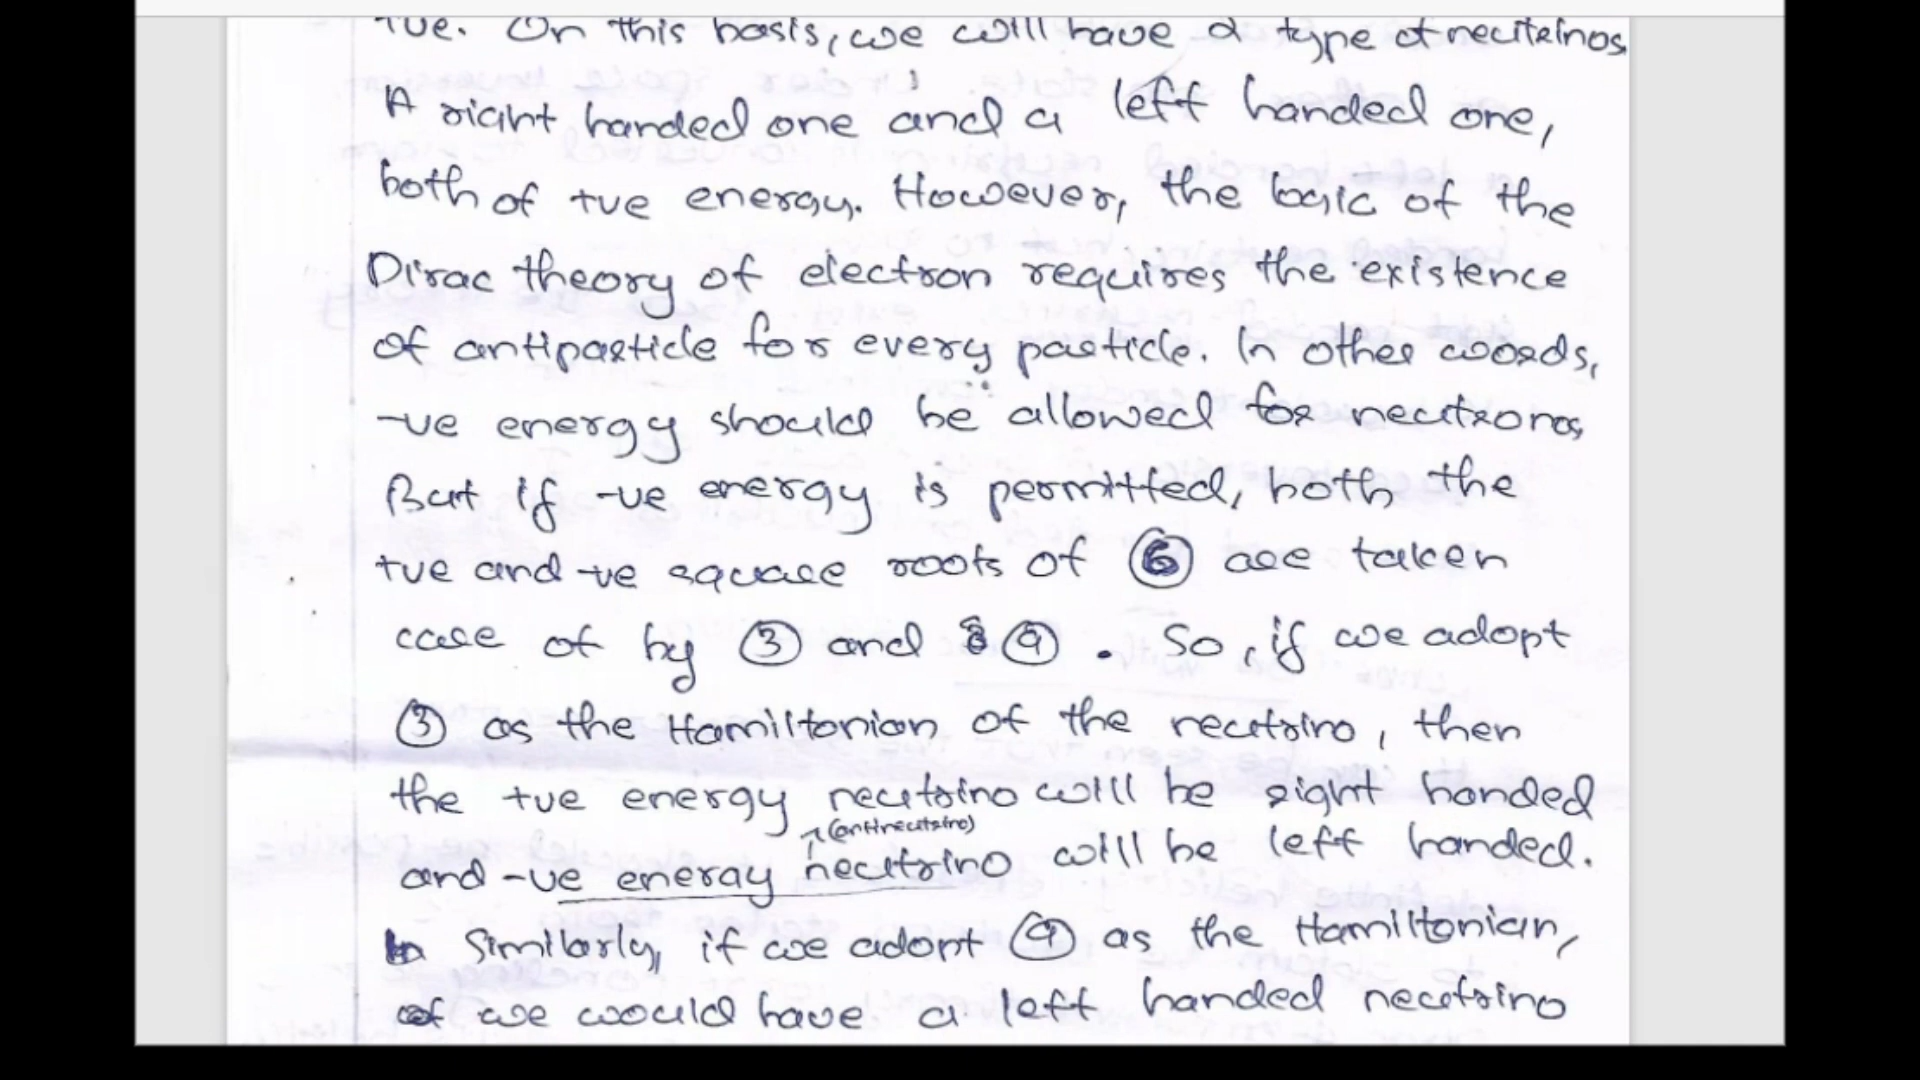 +ve. On this basis, we will have 2 type of neutrinos
A right handed one and a left handed one,
both of +ve energy. However, the logic of the
Dirac theory of electron requires the existence
of antiparticle for every particle. In other words,
-ve energy should be allowed for neutrons,
But if -ve energy is permitted, both the
+ve and -ve square roots of ⑥ are taken
care of by ③ and ④. So, if we adopt
③ as the Hamiltonian of the neutrino, then
the +ve energy neutrino will be right handed
(antineutrino)
and -ve energy neutrino will be left handed.
Similarly, if we adopt ④ as the Hamiltonian,
we would have a left handed neutrino